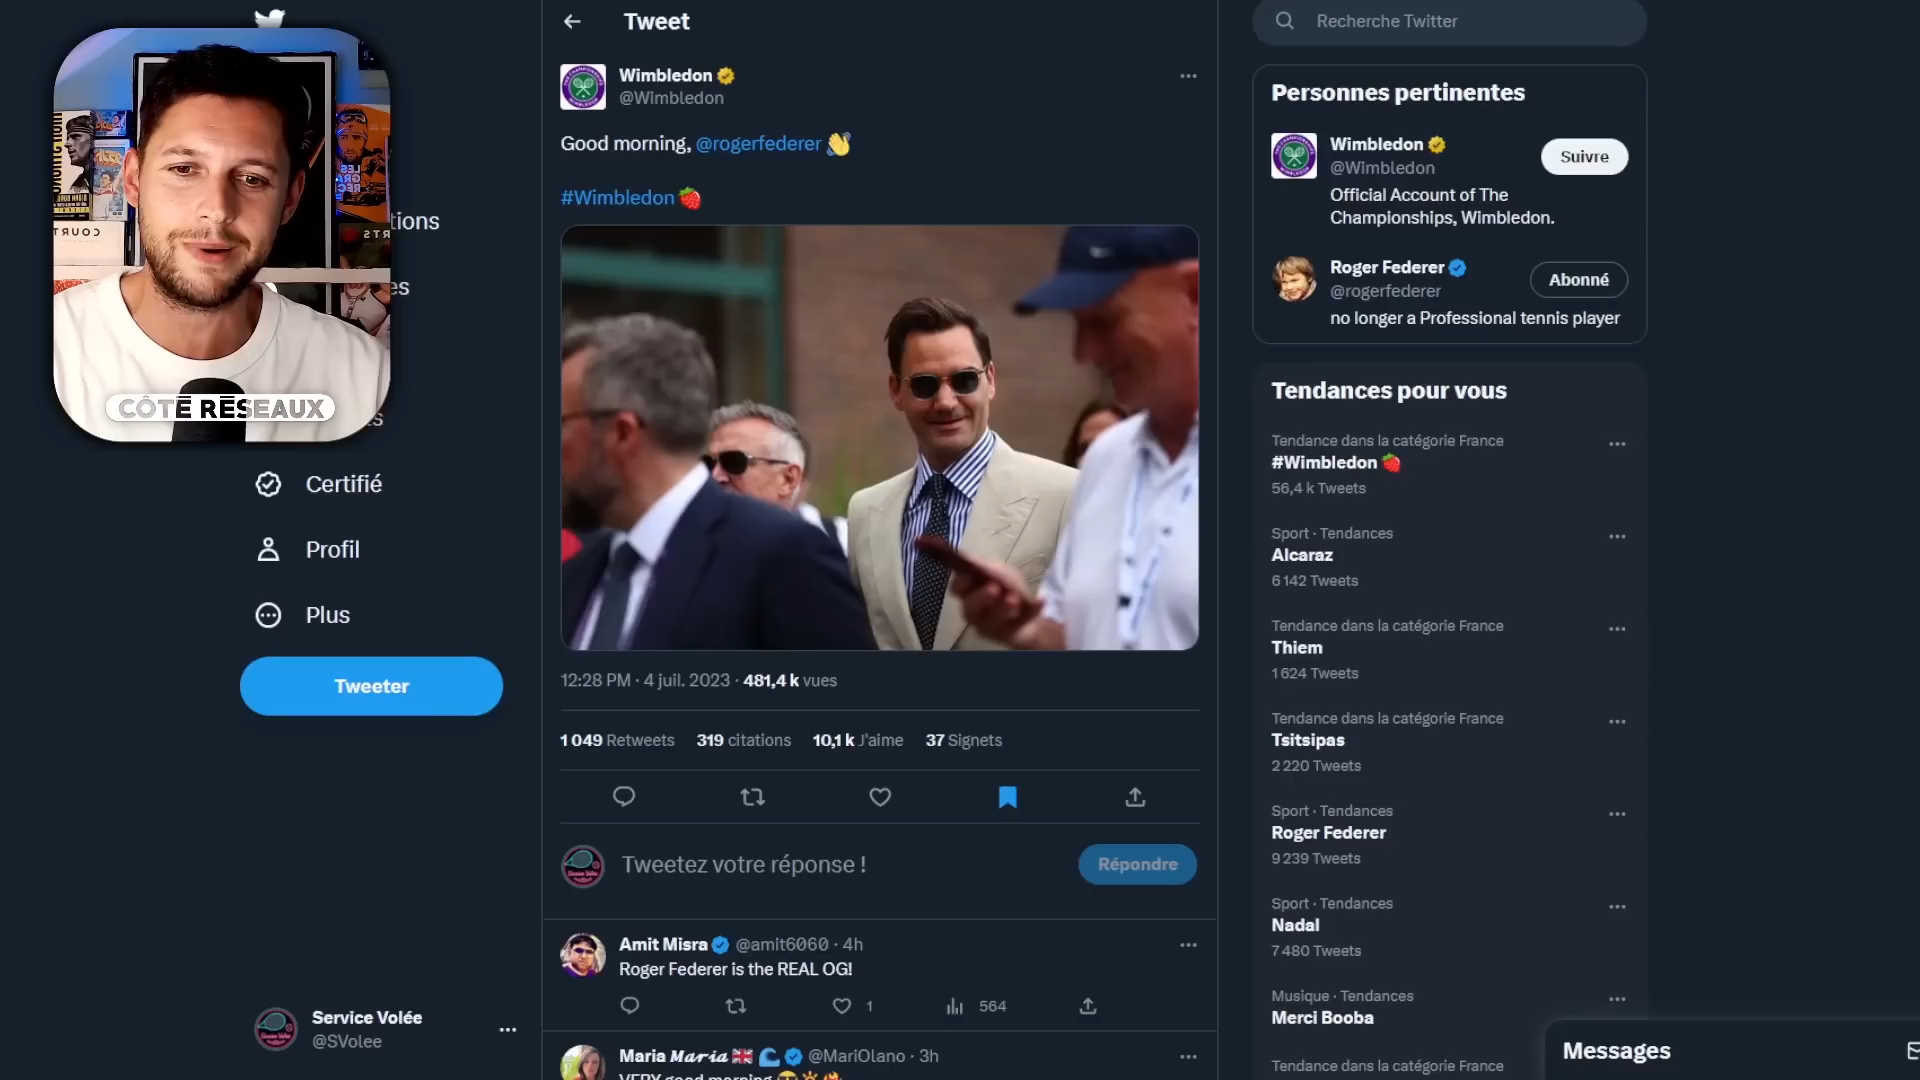 Tweet
Recherche Twitter
Wimbledon
@Wimbledon
Good morning, @rogerfederer 👋
#Wimbledon 🍓
12:28 PM · 4 juil. 2023 · 481,4 k vues
1 049 Retweets 319 citations 10,1 k J'aime 37 Signets
Tweetez votre réponse !
Répondre
Amit Misra @amit6060 · 4h
Roger Federer is the REAL OG!
1
564
Maria Maria 🇬🇧 🌊 @MariOlano · 3h
VERY good morning
Personnes pertinentes
Wimbledon
@Wimbledon
Suivre
Official Account of The
Championships, Wimbledon.
Roger Federer
@rogerfederer
Abonné
no longer a Professional tennis player
Tendances pour vous
Tendance dans la catégorie France
#Wimbledon 🍓
56,4 k Tweets
Sport · Tendances
Alcaraz
6 142 Tweets
Tendance dans la catégorie France
Thiem
1 624 Tweets
Tendance dans la catégorie France
Tsitsipas
2 220 Tweets
Sport · Tendances
Roger Federer
9 239 Tweets
Sport · Tendances
Nadal
7 480 Tweets
Musique · Tendances
Merci Booba
Tendance dans la catégorie France
Messages
COURT
CÔTÉ RÉSEAUX
tions
es
s
Certifié
Profil
Plus
Tweeter
Service Volée
@SVolee